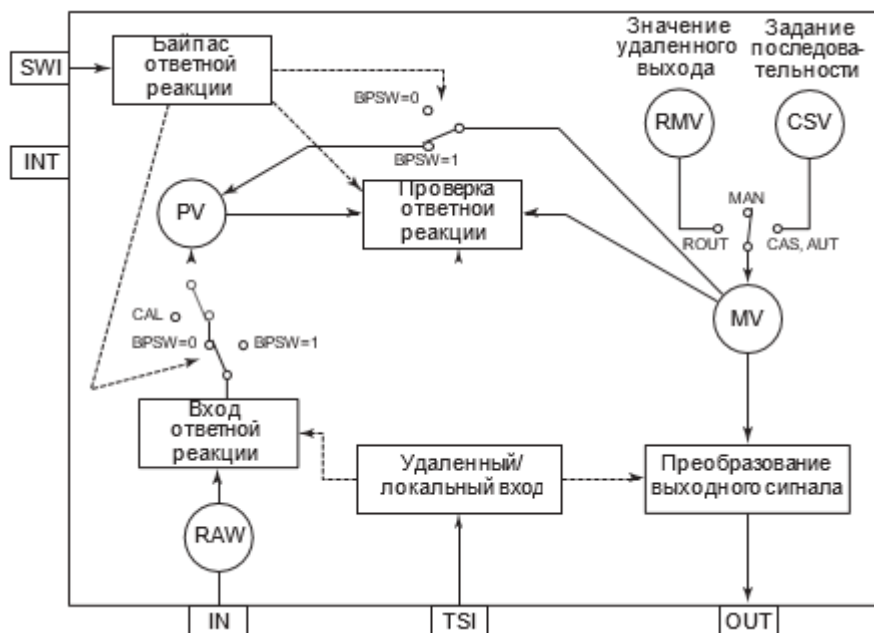 Байпас
ответной
реакции
SWI
INT
Значение
удаленного
выхода
Задание
последова-
тельности
BPSW=0
BPSW=1
RMV
CSV
PV
Проверка
ответной
реакции
MAN
ROUT
CAS, AUT
MV
CAL
BPSW=0
BPSW=1
Вход
ответной
реакции
Удаленный/
локальный вход
Преобразование
выходного сигнала
RAW
IN
TSI
OUT